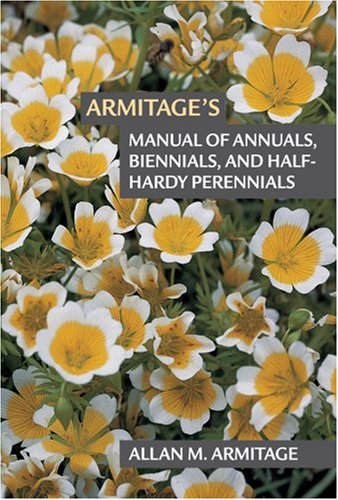 ARMITAGE'S
MANUAL OF ANNUALS,
BIENNIALS, AND HALF-
HARDY PERENNIALS
ALLAN M. ARMITAGE